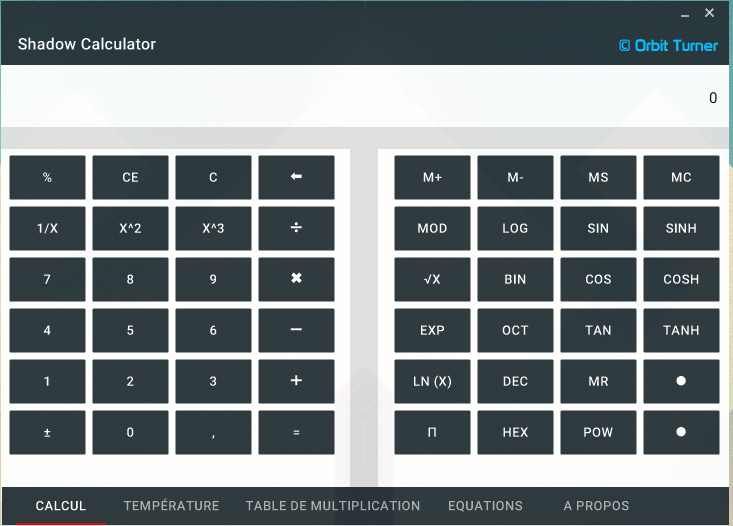 Shadow Calculator
© Orbit Turner
0
% CE C ⬅ M+ M- MS MC
1/X X^2 X^3 ÷ MOD LOG SIN SINH
7 8 9 ✖ √X BIN COS COSH
4 5 6 − EXP OCT TAN TANH
1 2 3 + LN (X) DEC MR ●
± 0 , = Π HEX POW ●
CALCUL TEMPÉRATURE TABLE DE MULTIPLICATION EQUATIONS A PROPOS